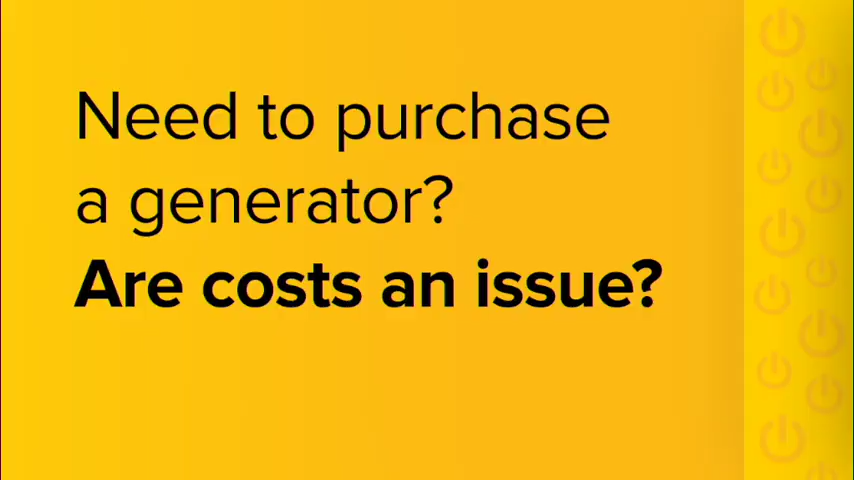 Need to purchase
a generator?
Are costs an issue?